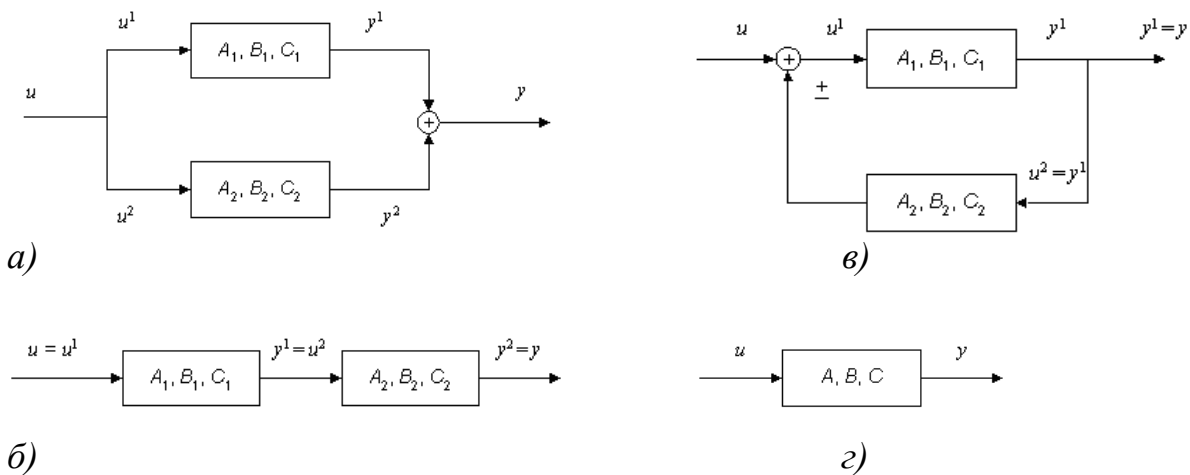 u¹
A₁, B₁, C₁
y¹
u
+
y
u²
A₂, B₂, C₂
y²
а)
u
+
±
u¹
A₁, B₁, C₁
y¹
y¹=y
u²=y¹
A₂, B₂, C₂
в)
u = u¹
A₁, B₁, C₁
y¹=u²
A₂, B₂, C₂
y²=y
б)
u
A, B, C
y
г)